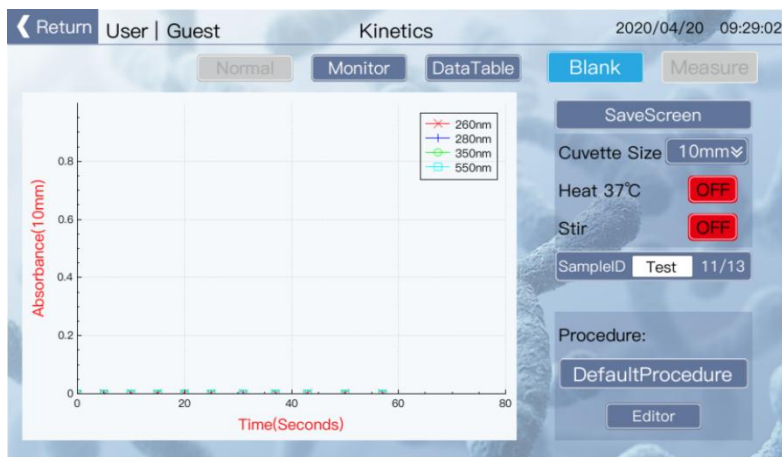 ❮ Return User | Guest Kinetics 2020/04/20 09:29:02
Normal Monitor DataTable Blank Measure
SaveScreen
Cuvette Size 10mm
Heat 37℃ OFF
Stir OFF
SampleID Test 11/13
Procedure:
DefaultProcedure
Editor
260nm
280nm
350nm
550nm
Absorbance(10mm)
0.8
0.6
0.4
0.2
0
0 20 40 60 80
Time(Seconds)